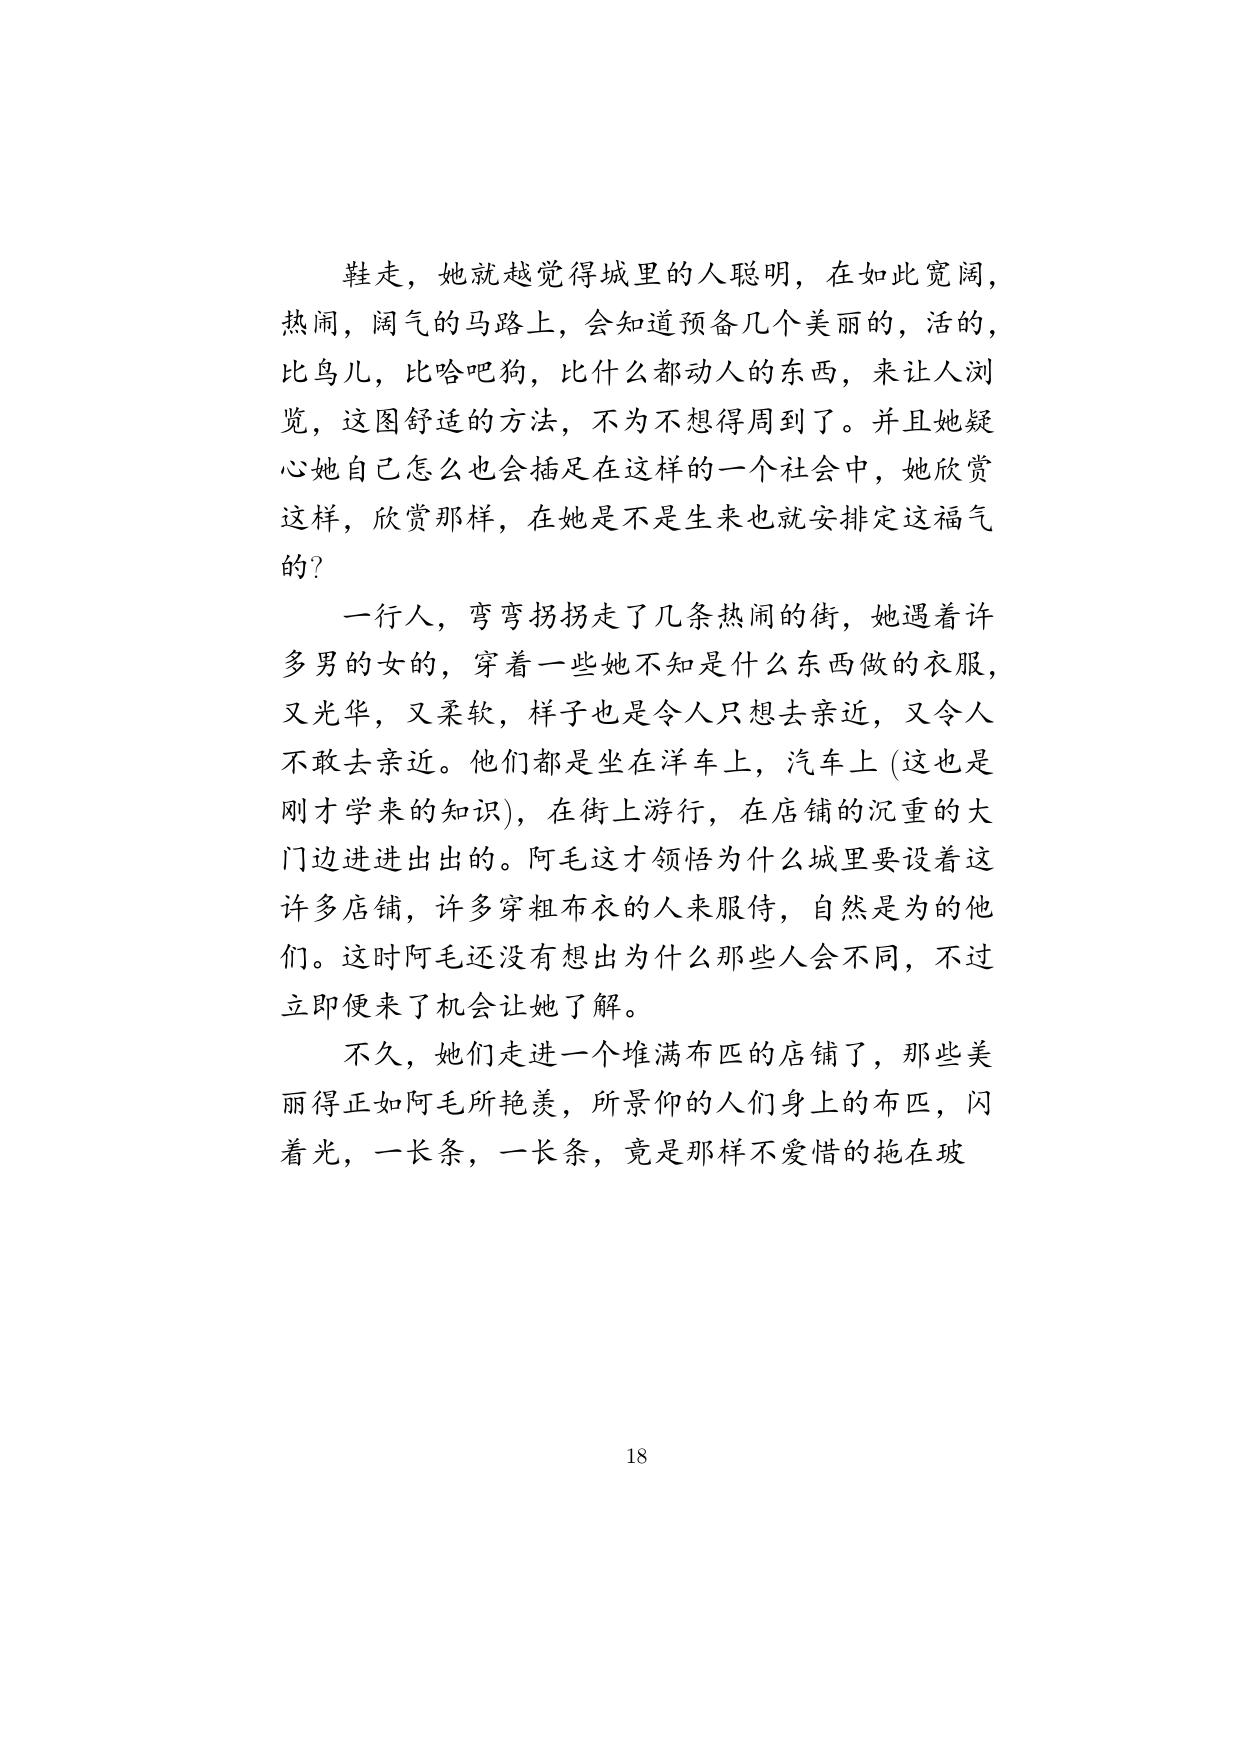 鞋走，她就越觉得城里的人聪明，在如此宽阔，
热闹，阔气的马路上，会知道预备几个美丽的，活的，
比鸟儿，比哈吧狗，比什么都动人的东西，来让人浏
览，这图舒适的方法，不为不想得周到了。并且她疑
心她自己怎么也会插足在这样的一个社会中，她欣赏
这样，欣赏那样，在她是不是生来也就安排定这福气
的?
一行人，弯弯拐拐走了几条热闹的街，她遇着许
多男的女的，穿着一些她不知是什么东西做的衣服，
又光华，又柔软，样子也是令人只想去亲近，又令人
不敢去亲近。他们都是坐在洋车上，汽车上 (这也是
刚才学来的知识)，在街上游行，在店铺的沉重的大
门边进进出出的。阿毛这才领悟为什么城里要设着这
许多店铺，许多穿粗布衣的人来服侍，自然是为的他
们。这时阿毛还没有想出为什么那些人会不同，不过
立即便来了机会让她了解。
不久，她们走进一个堆满布匹的店铺了，那些美
丽得正如阿毛所艳羡，所景仰的人们身上的布匹，闪
着光，一长条，一长条，竟是那样不爱惜的拖在玻
18